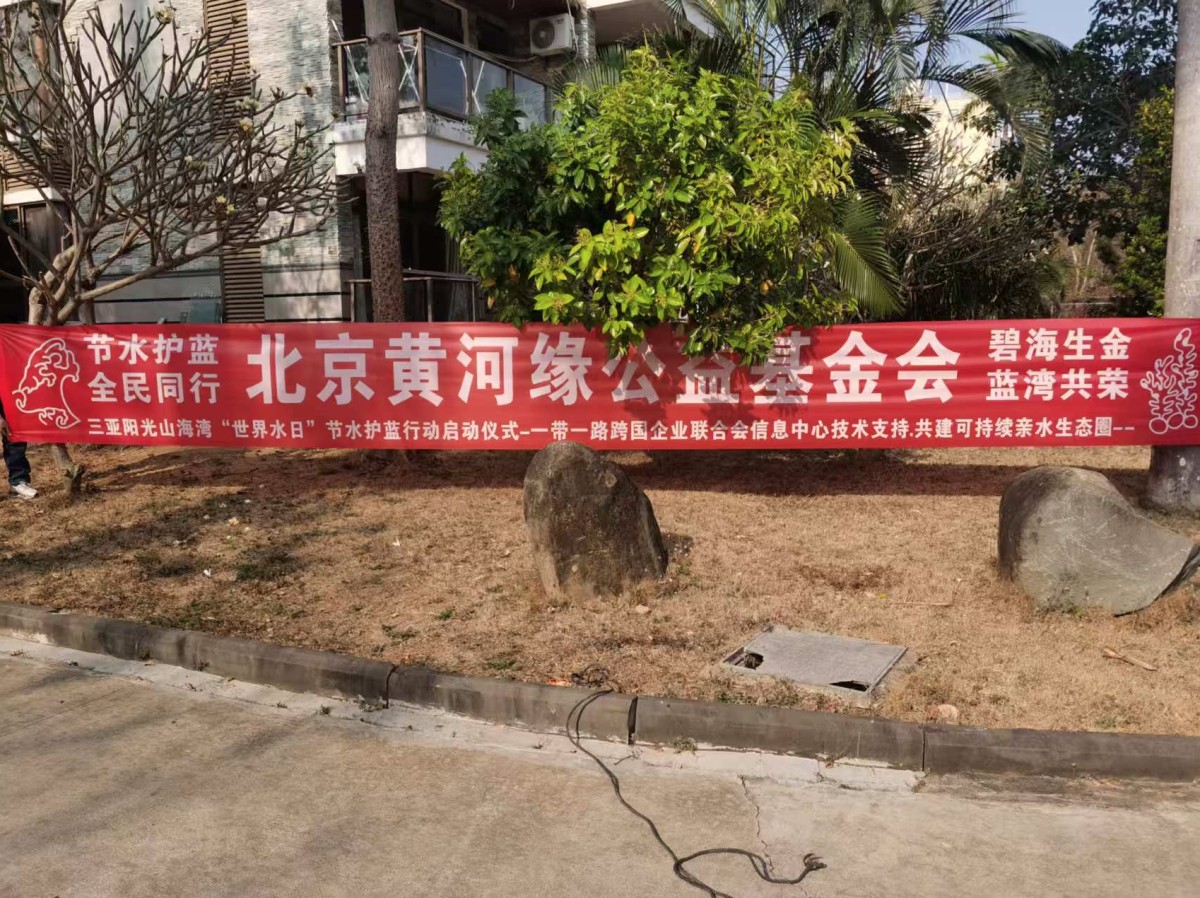 节水护蓝
全民同行
北京黄河缘公益基金会
碧海生金
蓝湾共荣
三亚阳光山海湾“世界水日”节水护蓝行动启动仪式-一带一路跨国企业联合会信息中心技术支持.共建可持续亲水生态圈--